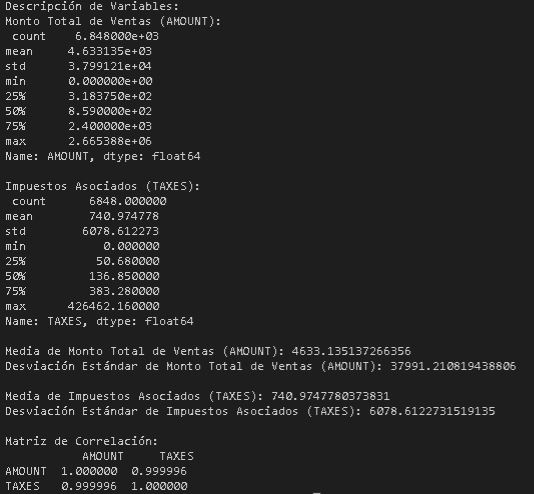 Descripción de Variables:
Monto Total de Ventas (AMOUNT):
count 6.848000e+03
mean 4.633135e+03
std 3.799121e+04
min 0.000000e+00
25% 3.183750e+02
50% 8.590000e+02
75% 2.400000e+03
max 2.665388e+06
Name: AMOUNT, dtype: float64

Impuestos Asociados (TAXES):
count 6848.000000
mean 740.974778
std 6078.612273
min 0.000000
25% 50.680000
50% 136.850000
75% 383.280000
max 426462.160000
Name: TAXES, dtype: float64

Media de Monto Total de Ventas (AMOUNT): 4633.135137266356
Desviación Estándar de Monto Total de Ventas (AMOUNT): 37991.210819438806

Media de Impuestos Asociados (TAXES): 740.9747780373831
Desviación Estándar de Impuestos Asociados (TAXES): 6078.6122731519135

Matriz de Correlación:
AMOUNT TAXES
AMOUNT 1.000000 0.999996
TAXES 0.999996 1.000000